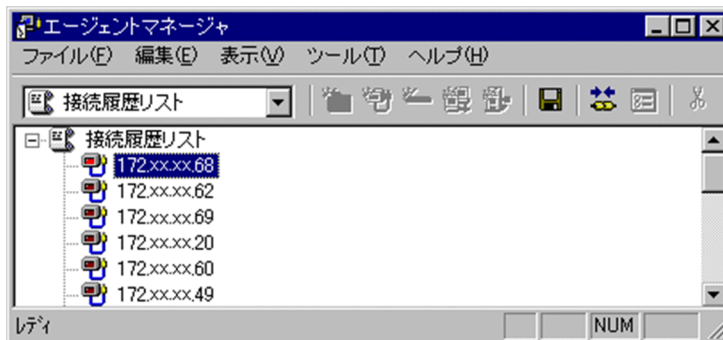 エージェントマネージャ
ファイル(F) 編集(E) 表示(V) ツール(T) ヘルプ(H)
接続履歴リスト
接続履歴リスト
172.xx.xx.68
172.xx.xx.62
172.xx.xx.69
172.xx.xx.20
172.xx.xx.60
172.xx.xx.49
ﾚﾃﾞｨ NUM